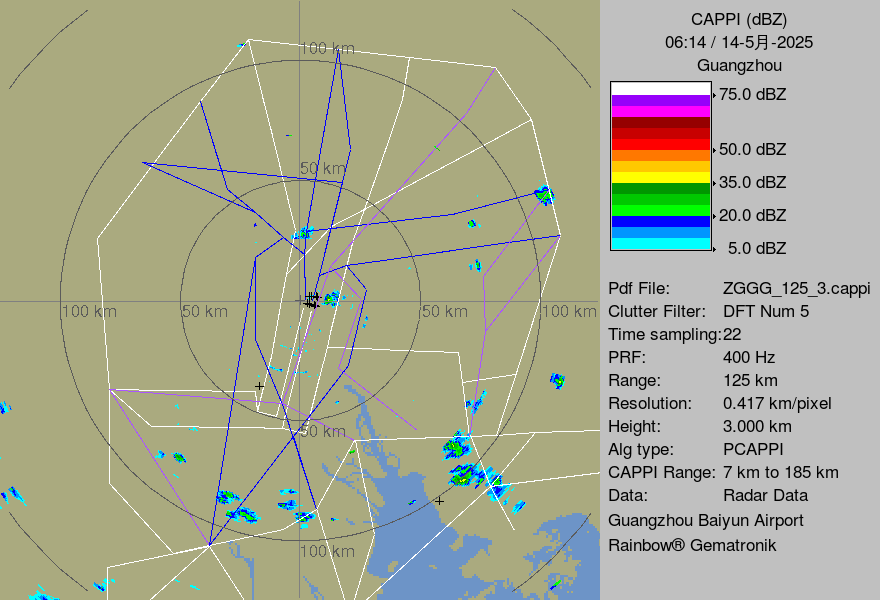 CAPPI (dBZ)
06:14 / 14-5月-2025
Guangzhou
75.0 dBZ
50.0 dBZ
35.0 dBZ
20.0 dBZ
5.0 dBZ
Pdf File: ZGGG_125_3.cappi
Clutter Filter: DFT Num 5
Time sampling:22
PRF: 400 Hz
Range: 125 km
Resolution: 0.417 km/pixel
Height: 3.000 km
Alg type: PCAPPI
CAPPI Range: 7 km to 185 km
Data: Radar Data
Guangzhou Baiyun Airport
Rainbow® Gematronik
100 km
50 km
100 km 50 km 50 km 100 km
50 km
100 km